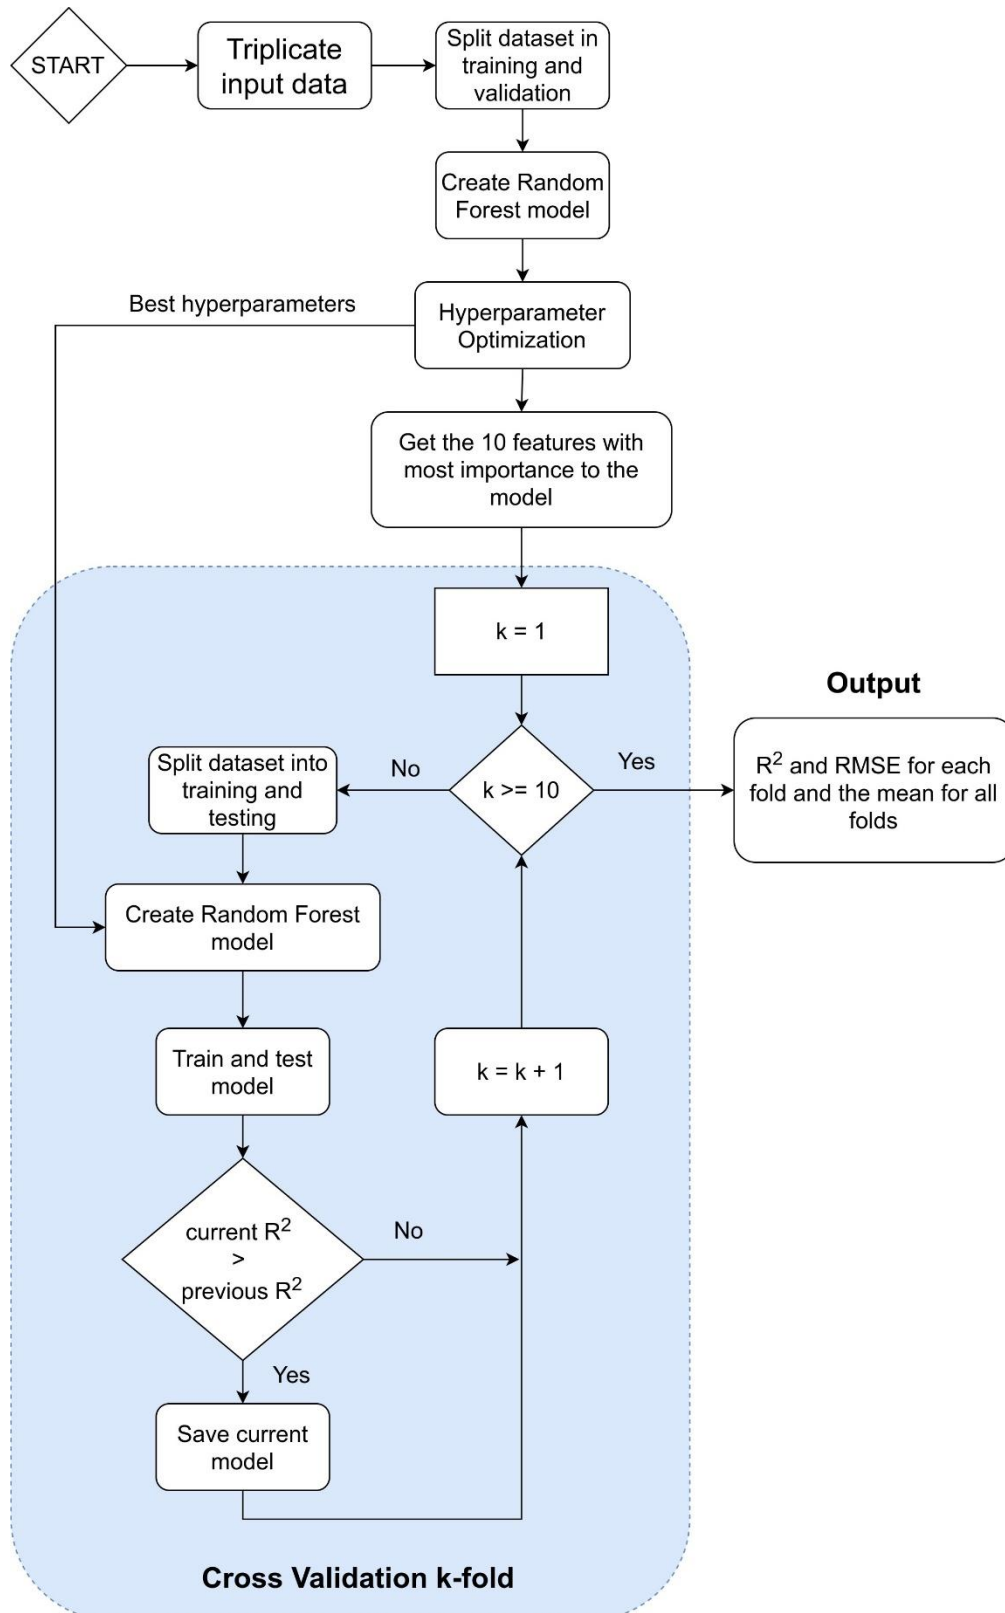 START
Triplicate
input data
Split dataset in
training and
validation
Create Random
Forest model
Best hyperparameters
Hyperparameter
Optimization
Get the 10 features with
most importance to the
model
k = 1
Output
k >= 10
No
Yes
Split dataset into
training and
testing
R² and RMSE for each
fold and the mean for all
folds
Create Random Forest
model
Train and test
model
k = k + 1
current R²
>
previous R²
No
Yes
Save current
model
Cross Validation k-fold